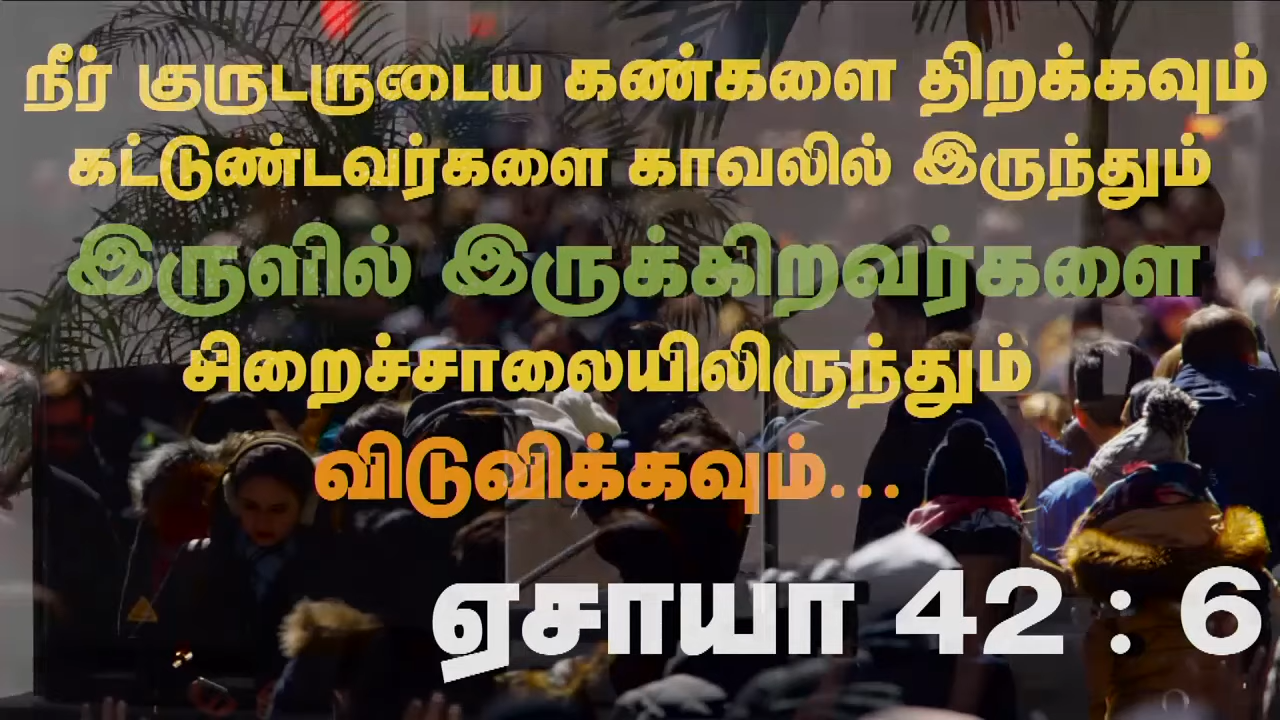 நீர் குருடருடைய கண்களை திறக்கவும்
கட்டுண்டவர்களை காவலில் இருந்தும்
இருளில் இருக்கிறவர்களை
சிறைச்சாலையிலிருந்தும்
விடுவிக்கவும்...
ஏசாயா 42 : 6